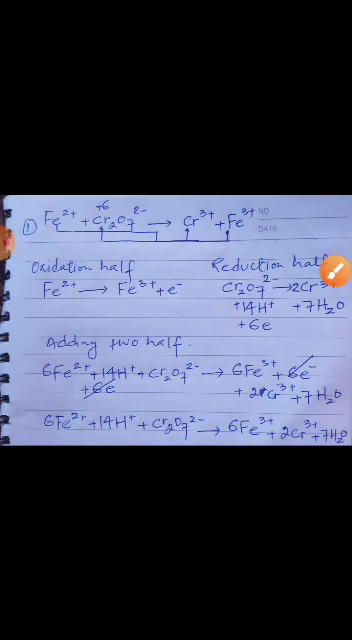 NO
DATE
① Fe²⁺ + Cr₂O₇²⁻ ⟶ Cr³⁺ + Fe³⁺
+6
Oxidation half
Fe²⁺ ⟶ Fe³⁺ + e⁻
Reduction half
Cr₂O₇²⁻ ⟶ 2Cr³⁺
+14H⁺ +7H₂O
+6e
Adding two half.
6Fe²⁺ + 14H⁺ + Cr₂O₇²⁻ ⟶ 6Fe³⁺ + 6e⁻
+6e + 2Cr³⁺ + 7H₂O
6Fe²⁺ + 14H⁺ + Cr₂O₇²⁻ ⟶ 6Fe³⁺ + 2Cr³⁺ + 7H₂O